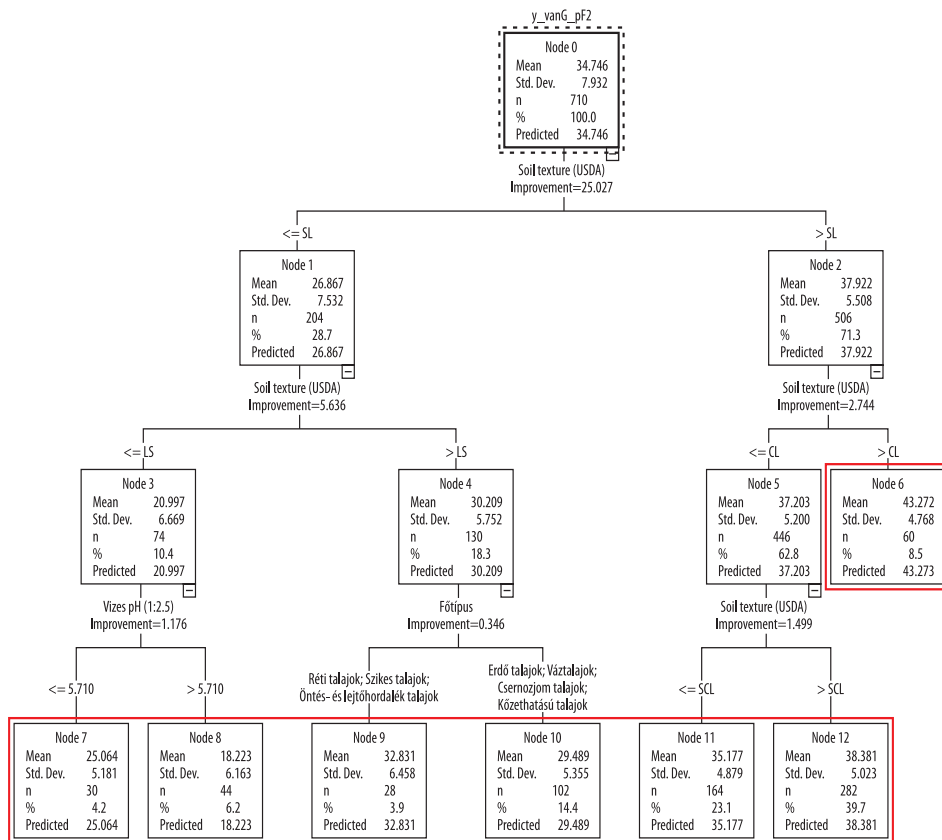 y_vanG_pF2
Node 0
Mean 34.746
Std. Dev. 7.932
n 710
% 100.0
Predicted 34.746
Soil texture (USDA)
Improvement=25.027
<= SL
> SL
Node 1
Mean 26.867
Std. Dev. 7.532
n 204
% 28.7
Predicted 26.867
Node 2
Mean 37.922
Std. Dev. 5.508
n 506
% 71.3
Predicted 37.922
Soil texture (USDA)
Improvement=5.636
Soil texture (USDA)
Improvement=2.744
<= LS
> LS
<= CL
> CL
Node 3
Mean 20.997
Std. Dev. 6.669
n 74
% 10.4
Predicted 20.997
Node 4
Mean 30.209
Std. Dev. 5.752
n 130
% 18.3
Predicted 30.209
Node 5
Mean 37.203
Std. Dev. 5.200
n 446
% 62.8
Predicted 37.203
Node 6
Mean 43.272
Std. Dev. 4.768
n 60
% 8.5
Predicted 43.273
Vizes pH (1:2.5)
Improvement=1.176
Főtípus
Improvement=0.346
Soil texture (USDA)
Improvement=1.499
<= 5.710
> 5.710
Réti talajok; Szikes talajok;
Öntés- és lejtőhordalék talajok
Erdő talajok; Váztalajok;
Csernozjom talajok;
Kőzethatású talajok
<= SCL
> SCL
Node 7
Mean 25.064
Std. Dev. 5.181
n 30
% 4.2
Predicted 25.064
Node 8
Mean 18.223
Std. Dev. 6.163
n 44
% 6.2
Predicted 18.223
Node 9
Mean 32.831
Std. Dev. 6.458
n 28
% 3.9
Predicted 32.831
Node 10
Mean 29.489
Std. Dev. 5.355
n 102
% 14.4
Predicted 29.489
Node 11
Mean 35.177
Std. Dev. 4.879
n 164
% 23.1
Predicted 35.177
Node 12
Mean 38.381
Std. Dev. 5.023
n 282
% 39.7
Predicted 38.381